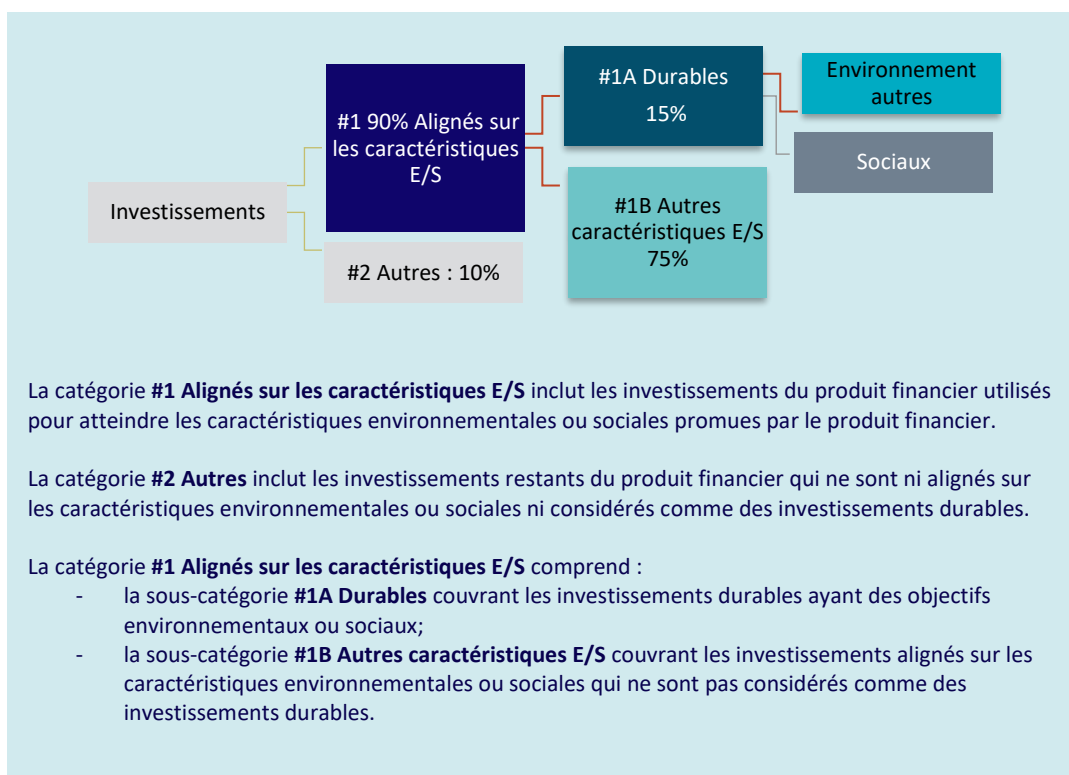 Investissements
#1 90% Alignés sur
les caractéristiques
E/S
#2 Autres : 10%
#1A Durables
15%
#1B Autres
caractéristiques E/S
75%
Environnement
autres
Sociaux
La catégorie #1 Alignés sur les caractéristiques E/S inclut les investissements du produit financier utilisés
pour atteindre les caractéristiques environnementales ou sociales promues par le produit financier.
La catégorie #2 Autres inclut les investissements restants du produit financier qui ne sont ni alignés sur
les caractéristiques environnementales ou sociales ni considérés comme des investissements durables.
La catégorie #1 Alignés sur les caractéristiques E/S comprend :
- la sous-catégorie #1A Durables couvrant les investissements durables ayant des objectifs
environnementaux ou sociaux;
- la sous-catégorie #1B Autres caractéristiques E/S couvrant les investissements alignés sur les
caractéristiques environnementales ou sociales qui ne sont pas considérés comme des
investissements durables.